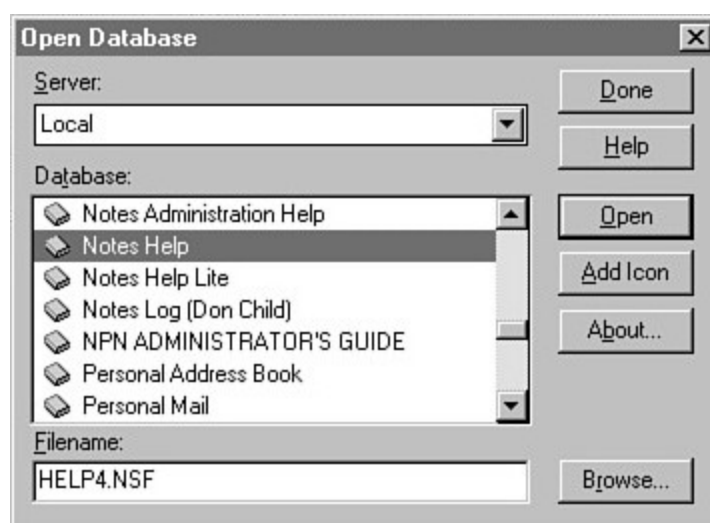 Open Database
Server:
Local
Done
Help
Database:
Notes Administration Help
Notes Help
Notes Help Lite
Notes Log (Don Child)
NPN ADMINISTRATOR'S GUIDE
Personal Address Book
Personal Mail
Open
Add Icon
About...
Filename:
HELP4.NSF
Browse...